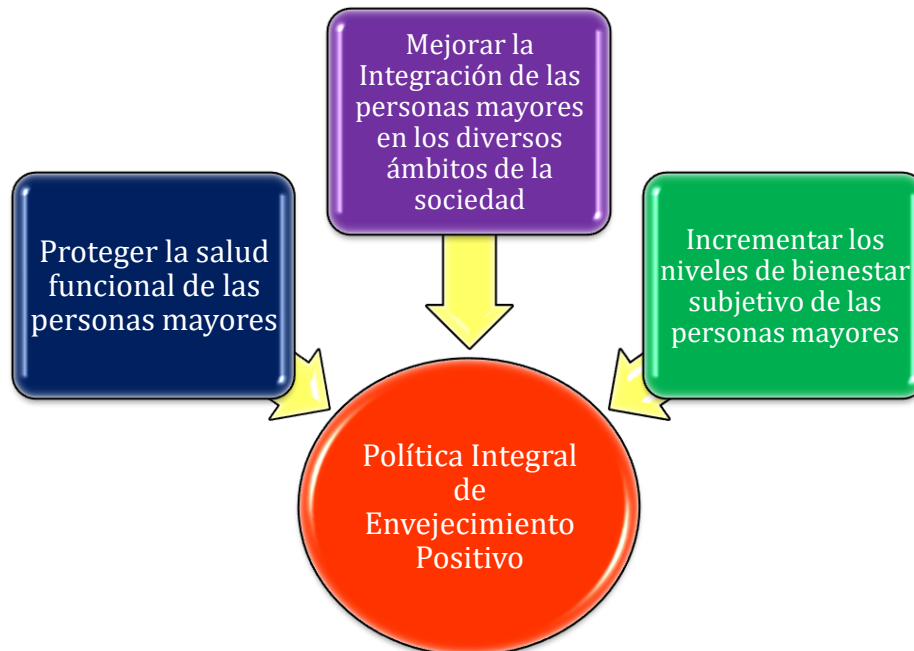 Mejorar la
Integración de las
personas mayores
en los diversos
ámbitos de la
sociedad
Proteger la salud
funcional de las
personas mayores
Incrementar los
niveles de bienestar
subjetivo de las
personas mayores
Política Integral
de
Envejecimiento
Positivo